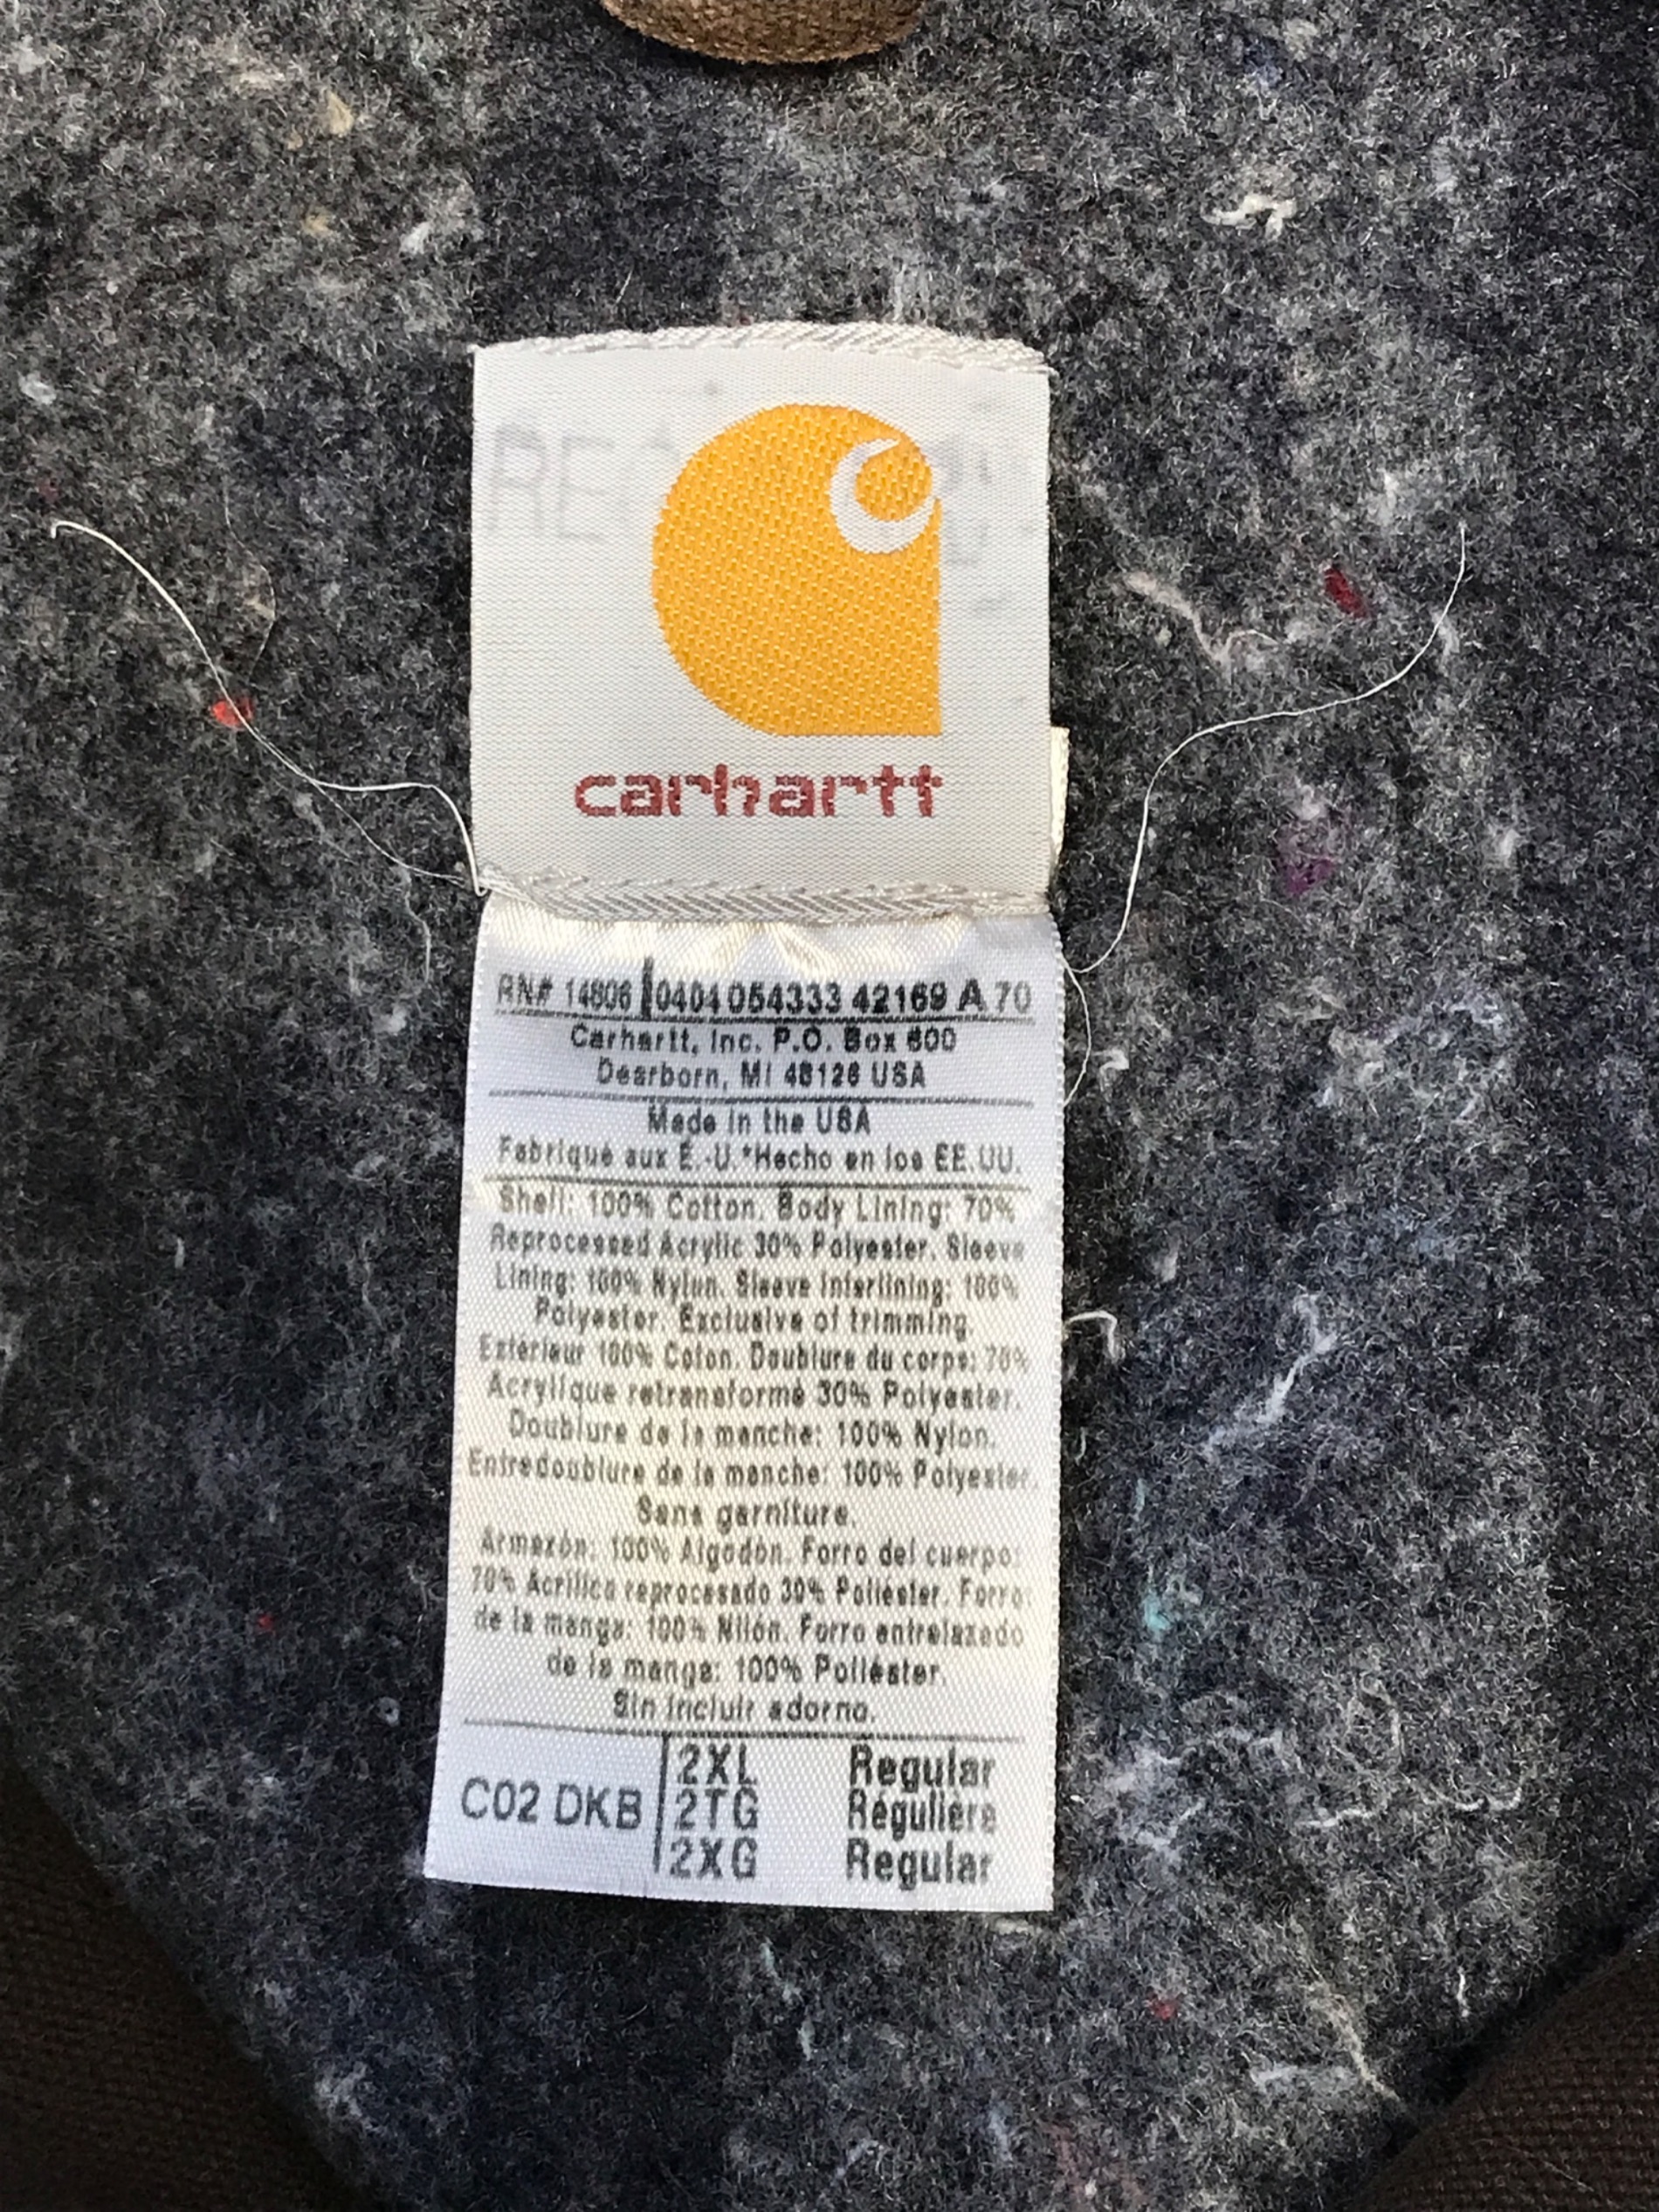 carhartt
RN# 14806 0404 054333 42169 A 70
Carhartt, Inc. P.O. Box 600
Dearborn, MI 48126 USA
Made in the USA
Fabriqué aux É.-U.*Hecho en los EE.UU.
Shell: 100% Cotton. Body Lining: 70%
Reprocessed Acrylic 30% Polyester. Sleeve
Lining: 100% Nylon. Sleeve Interlining: 100%
Polyester. Exclusive of trimming.
Extérieur 100% Coton. Doublure du corps: 70%
Acrylique retransformé 30% Polyester.
Doublure de la manche: 100% Nylon.
Entredoublure de la manche: 100% Polyester.
Sans garniture.
Armazón: 100% Algodón. Forro del cuerpo:
70% Acrílico reprocesado 30% Poliéster. Forro
de la manga: 100% Nilón. Forro entrelazado
de la manga: 100% Poliéster.
Sin incluir adorno.
C02 DKB
2XL Regular
2TG Régulière
2XG Regular